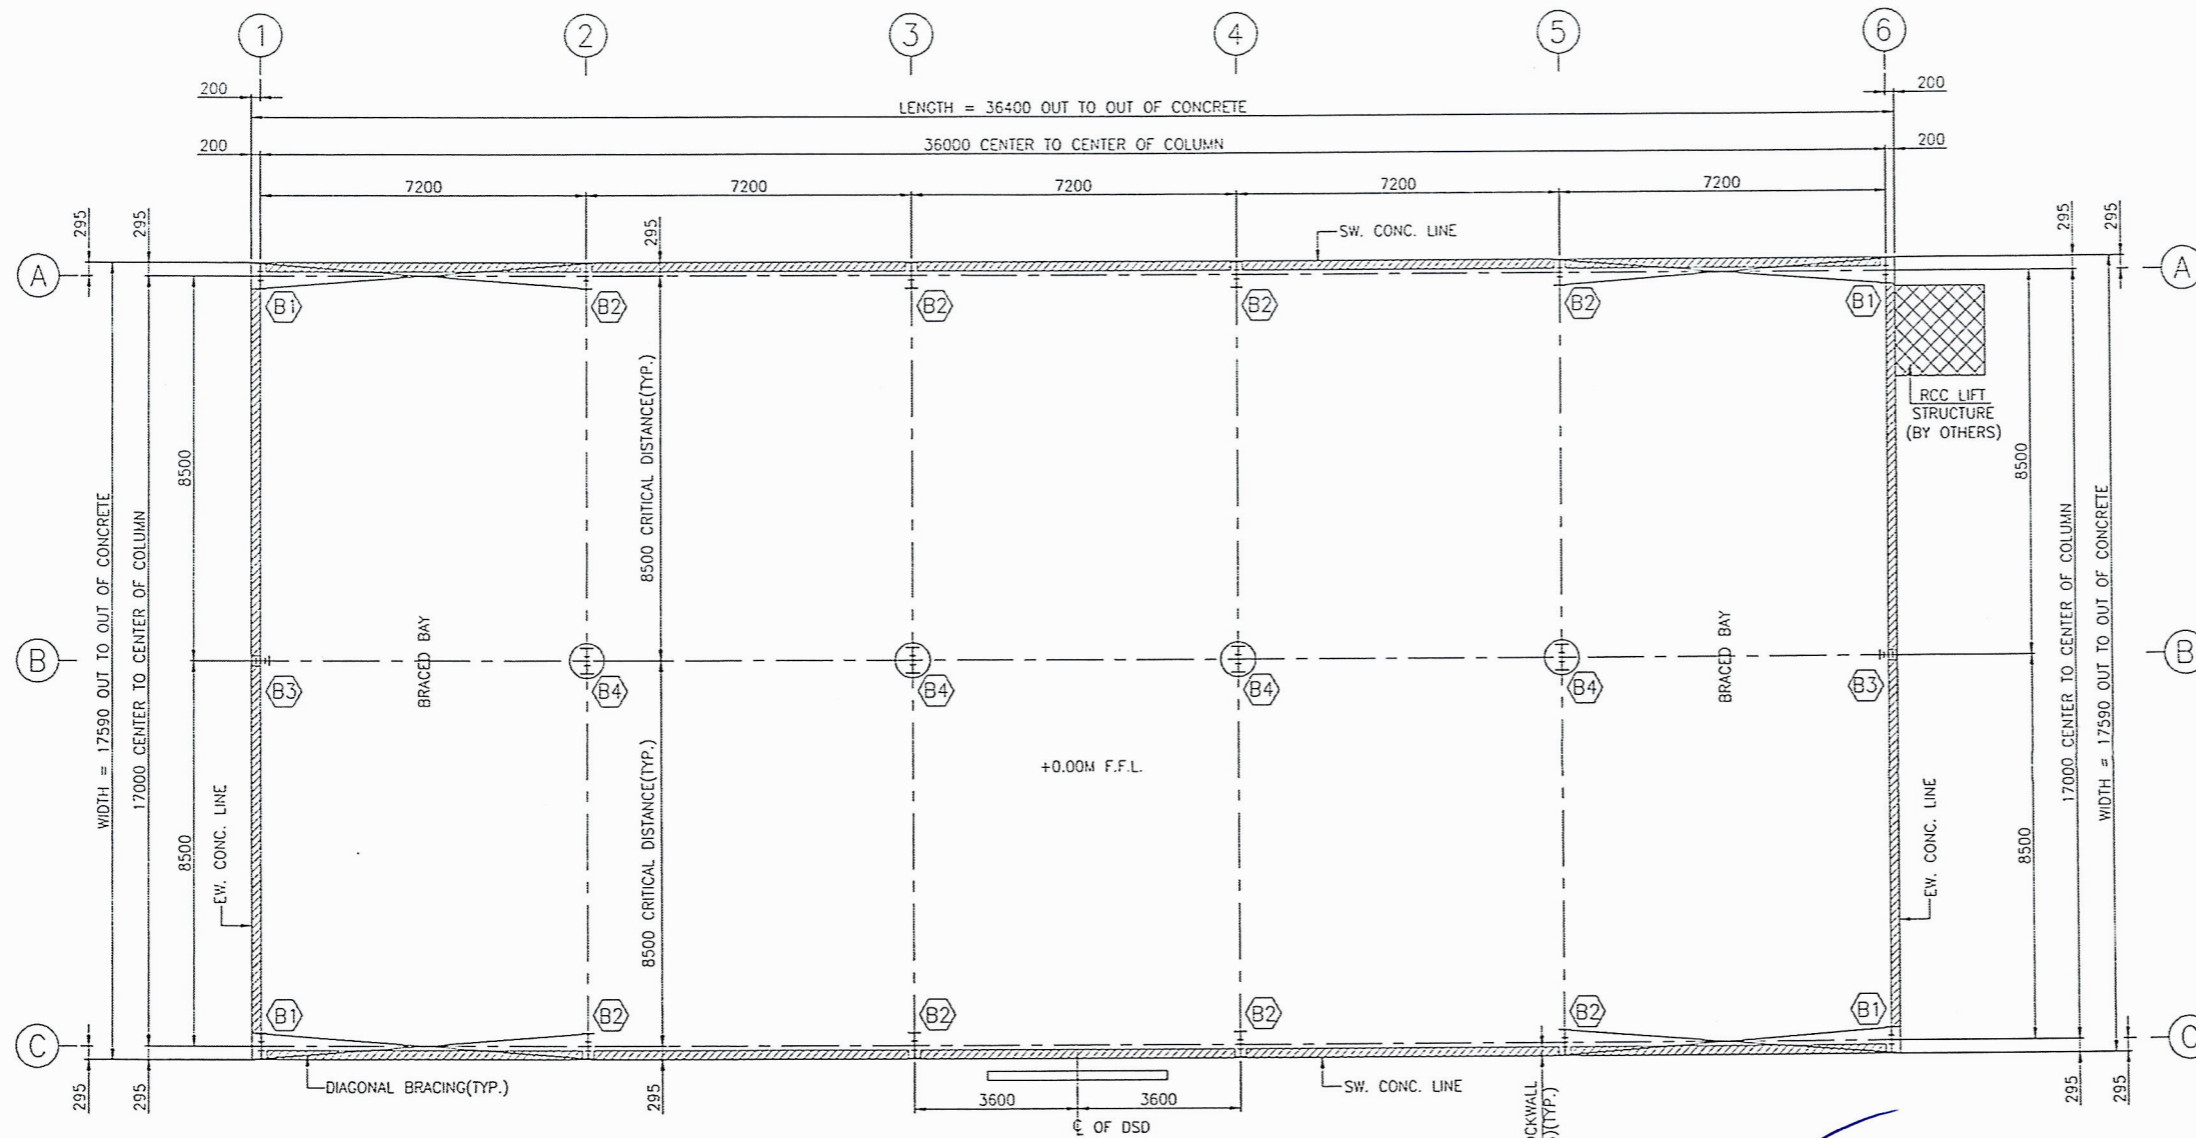 1 2 3 4 5 6
200 200
LENGTH = 36400 OUT TO OUT OF CONCRETE
200 36000 CENTER TO CENTER OF COLUMN 200
7200 7200 7200 7200 7200
295 295 295 295 295
SW. CONC. LINE
A A
B1 B2 B2 B2 B2 B1
RCC LIFT
STRUCTURE
(BY OTHERS)
WIDTH = 17590 OUT TO OUT OF CONCRETE
17000 CENTER TO CENTER OF COLUMN
8500
8500 CRITICAL DISTANCE(TYP.)
8500
17000 CENTER TO CENTER OF COLUMN
WIDTH = 17590 OUT TO OUT OF CONCRETE
BRACED BAY BRACED BAY
B B
B3 B4 B4 B4 B4 B3
+0.00M F.F.L.
EW. CONC. LINE
8500
8500 CRITICAL DISTANCE(TYP.)
8500
EW. CONC. LINE
B1 B2 B2 B2 B2 B1
C C
DIAGONAL BRACING(TYP.)
SW. CONC. LINE
295 295 295 295 295
3600 3600
℄ OF DSD